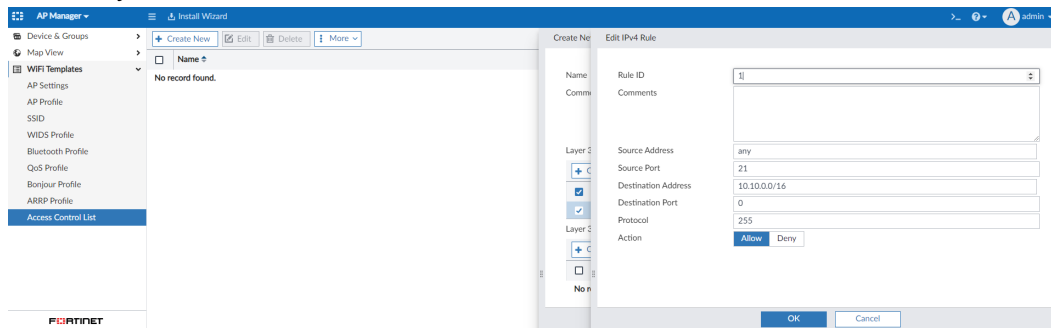 AP Manager
Install Wizard
admin
Device & Groups
Map View
WiFi Templates
AP Settings
AP Profile
SSID
WIDS Profile
Bluetooth Profile
QoS Profile
Bonjour Profile
ARRP Profile
Access Control List
FORTINET
+ Create New
Edit
Delete
More
Name
No record found.
Create Ne
Name
Comme
Layer 3
+ C
Layer 3
+ C
No r
Edit IPv4 Rule
Rule ID 1
Comments
Source Address any
Source Port 21
Destination Address 10.10.0.0/16
Destination Port 0
Protocol 255
Action Allow Deny
OK Cancel